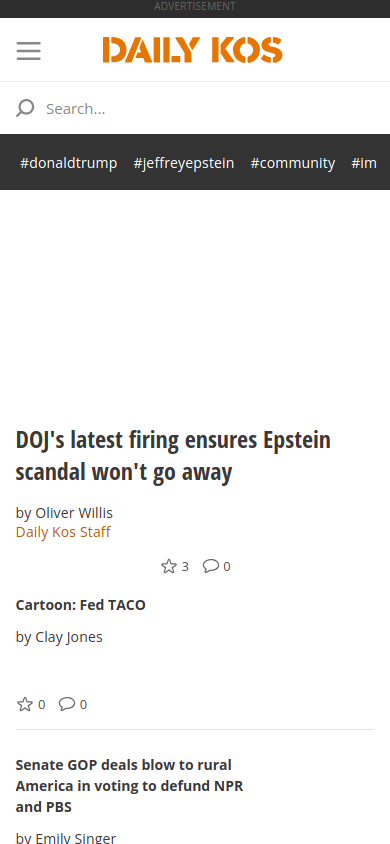 ADVERTISEMENT
DAILY KOS
Search...
#donaldtrump #jeffreyepstein #community #im
DOJ's latest firing ensures Epstein
scandal won't go away
by Oliver Willis
Daily Kos Staff
3 0
Cartoon: Fed TACO
by Clay Jones
0 0
Senate GOP deals blow to rural
America in voting to defund NPR
and PBS
by Emily Singer